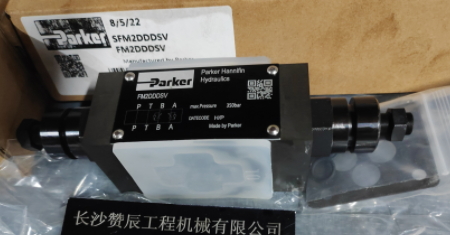 8/5/22
Parker
SFM2DDDSV
FM2DDDSV
Parker
Parker Hannifin
Hydraulics
FM2DDDSV
P T B A
max.Pressure 350bar
DATECODE
P T B A
Made by Parker
长沙赞辰工程机械有限公司